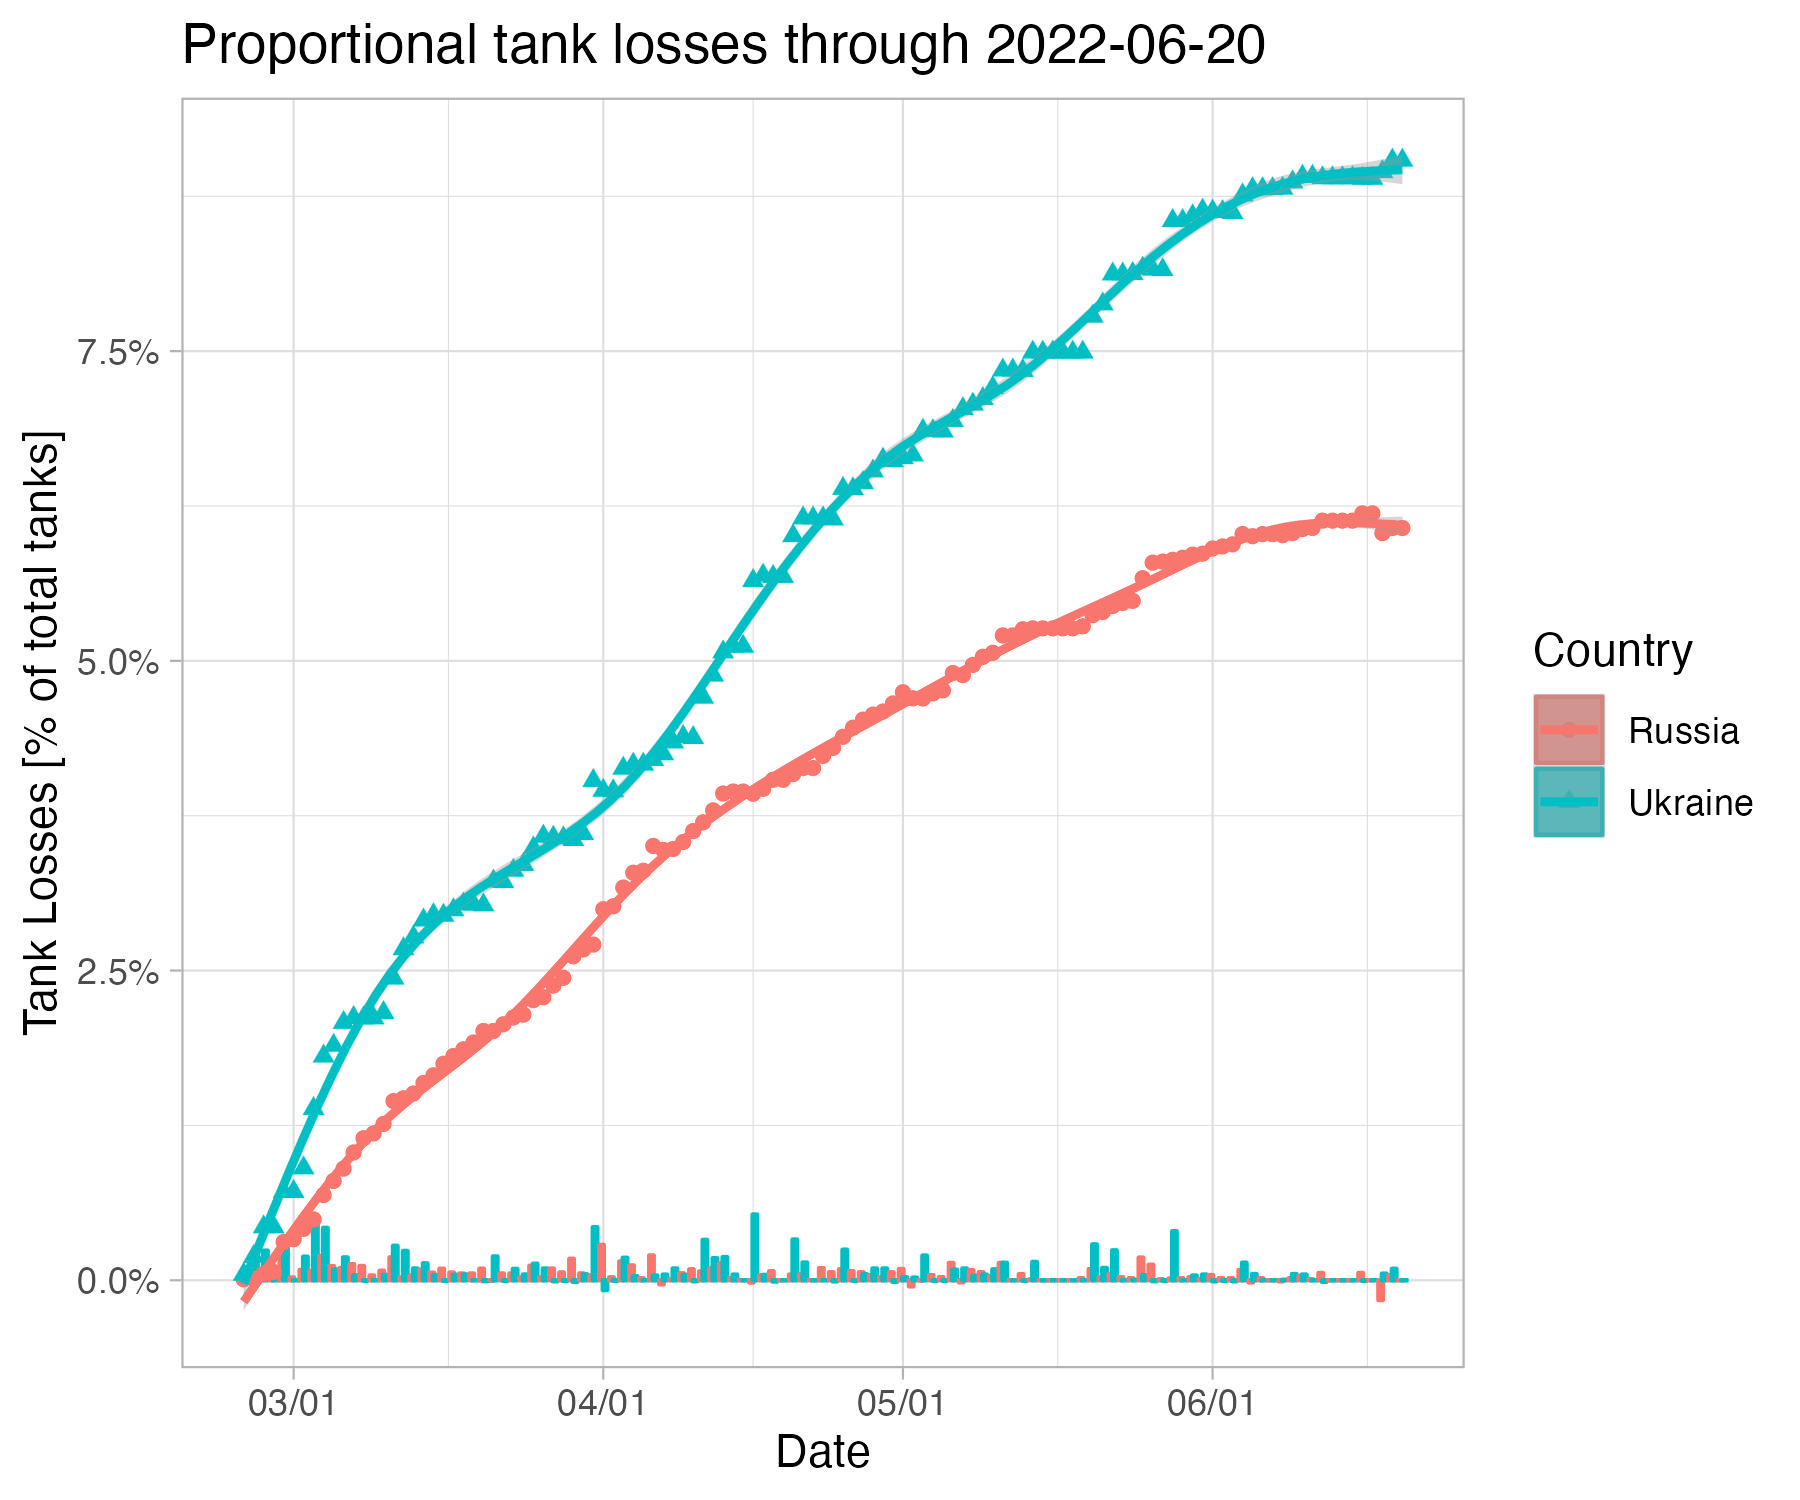 Proportional tank losses through 2022-06-20
Tank Losses [% of total tanks]
7.5%
5.0%
2.5%
0.0%
03/01
04/01
05/01
06/01
Date
Country
Russia
Ukraine